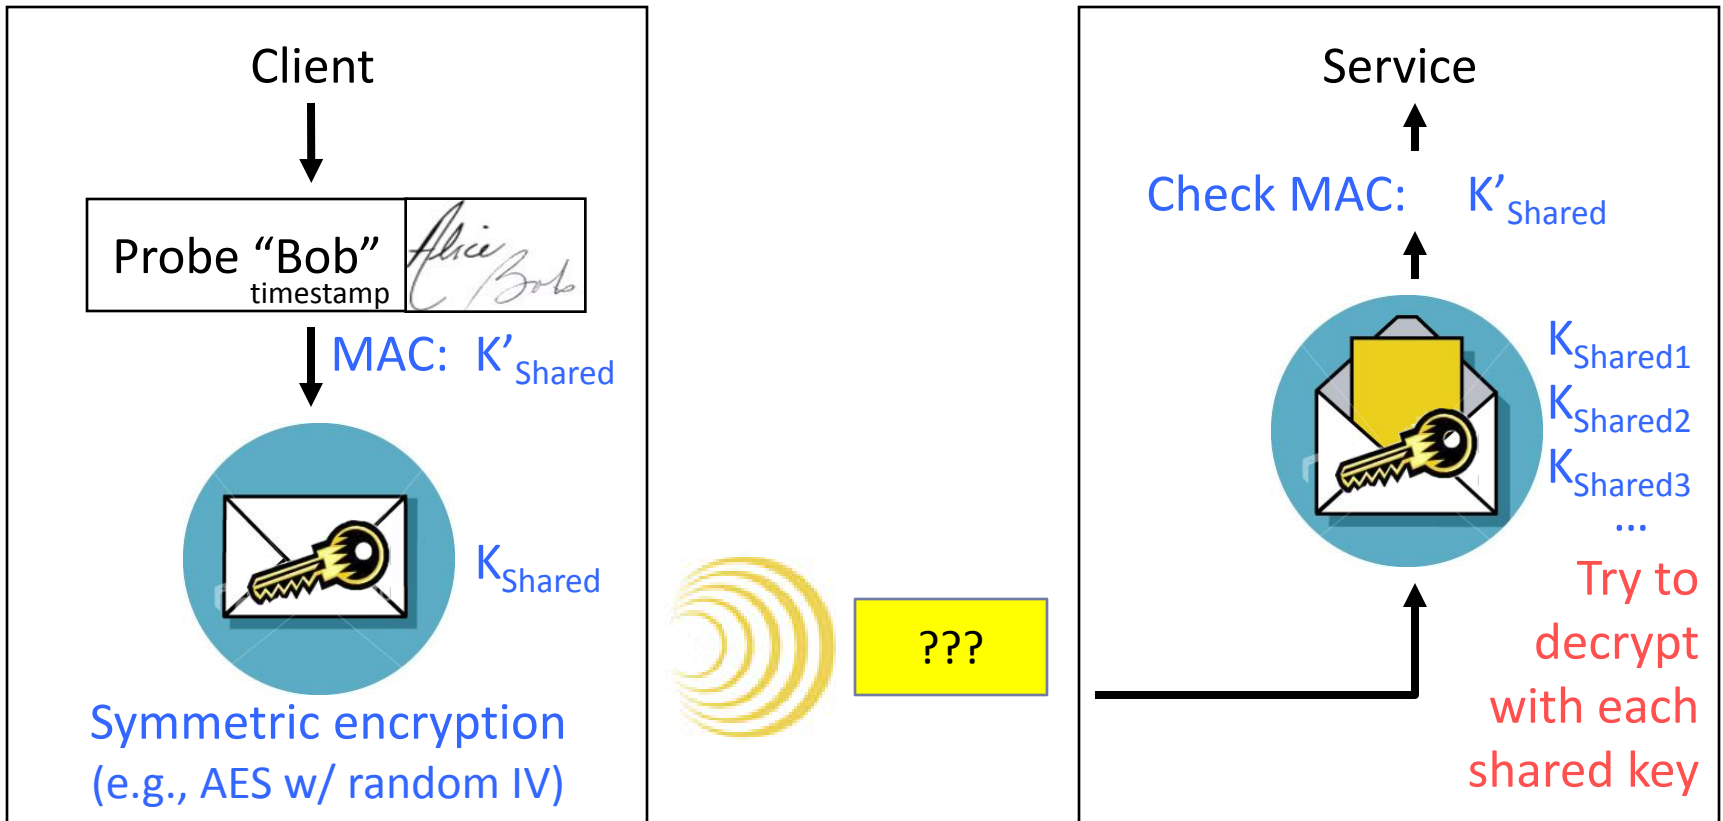 Client
Probe “Bob”
timestamp
Alice
Bob
MAC: K’Shared
KShared
Symmetric encryption
(e.g., AES w/ random IV)
???
Service
Check MAC: K’Shared
KShared1
KShared2
KShared3
...
Try to
decrypt
with each
shared key